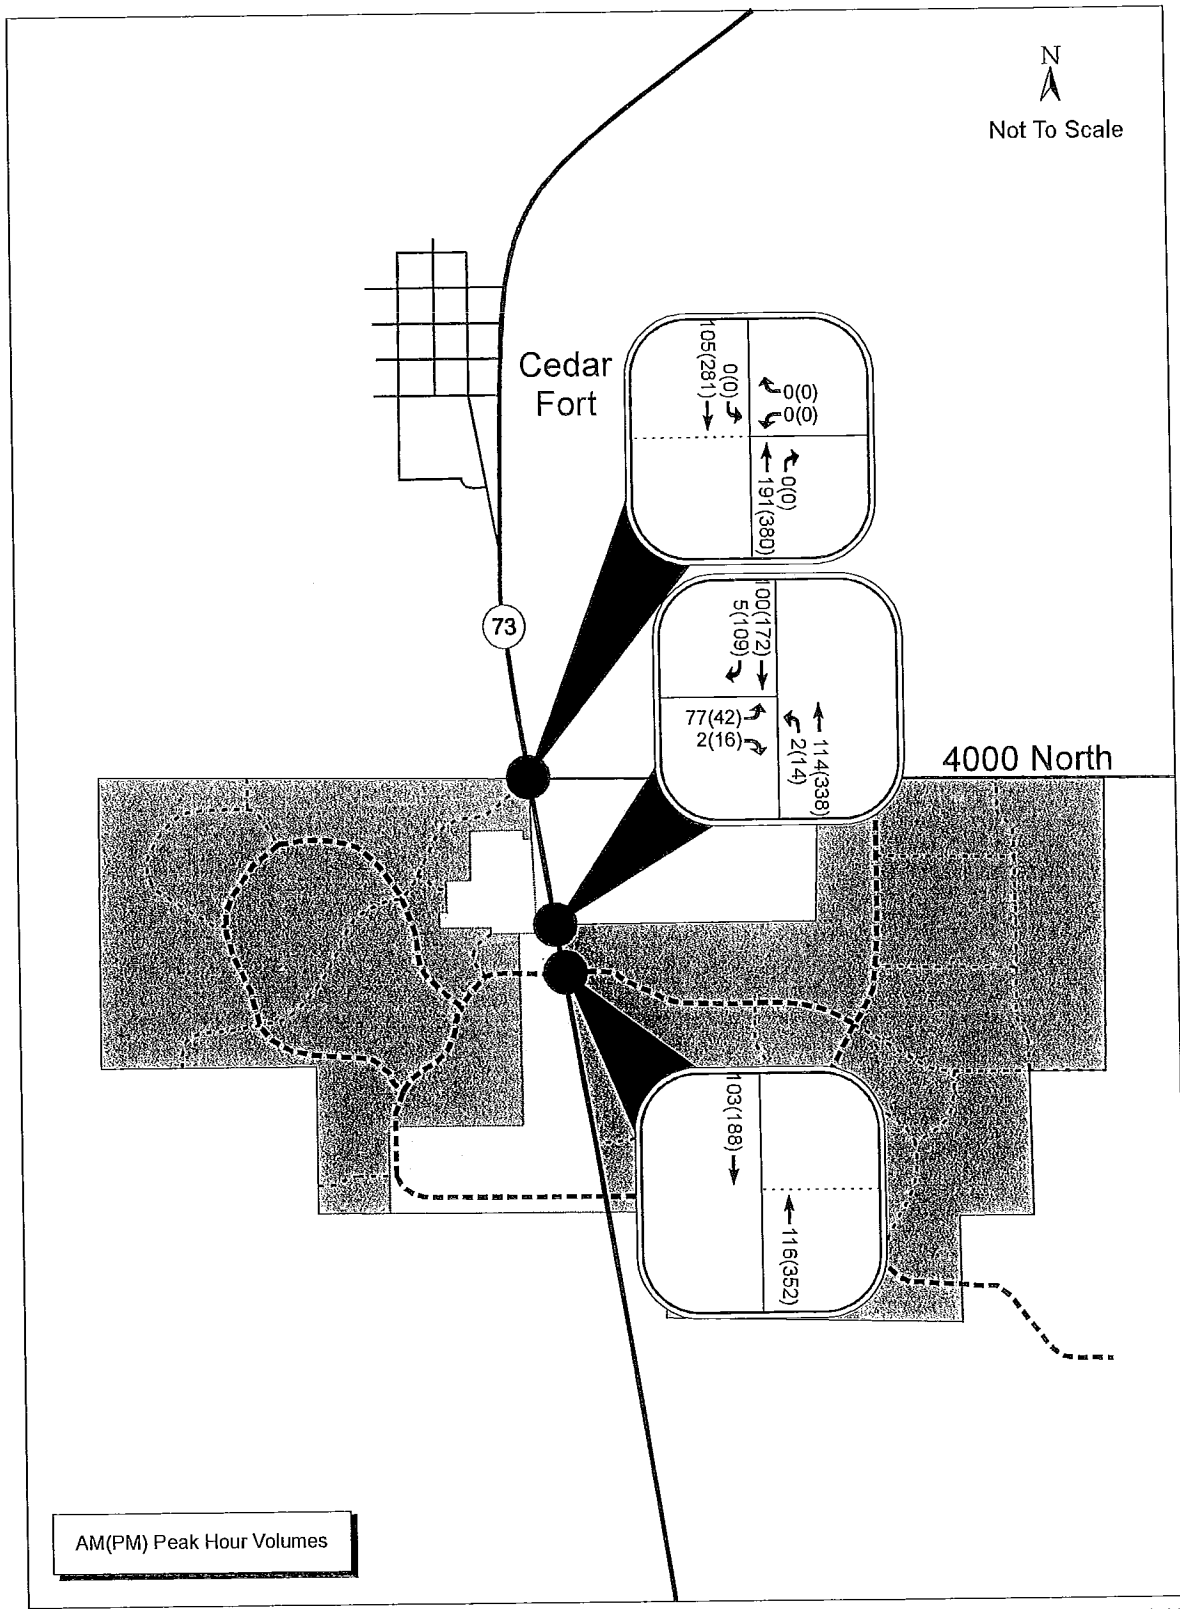 N
Not To Scale
Cedar
Fort
105(281)
0(0)
0(0)
0(0)
0(0)
191(380)
73
100(172)
5(109)
77(42)
2(16)
114(338)
2(14)
4000 North
103(188)
116(352)
AM(PM) Peak Hour Volumes